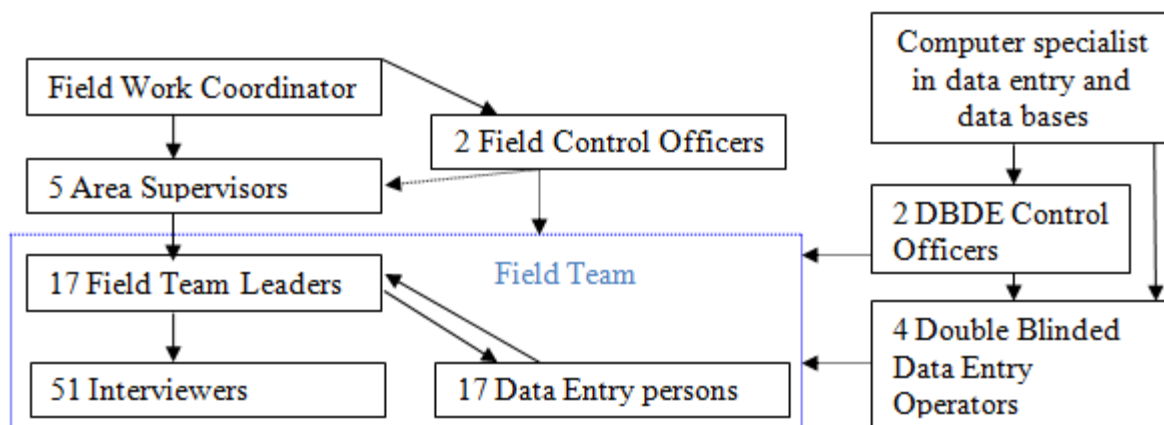 Field Work Coordinator
2 Field Control Officers
5 Area Supervisors
Field Team
17 Field Team Leaders
51 Interviewers
17 Data Entry persons
Computer specialist
in data entry and
data bases
2 DBDE Control
Officers
4 Double Blinded
Data Entry
Operators